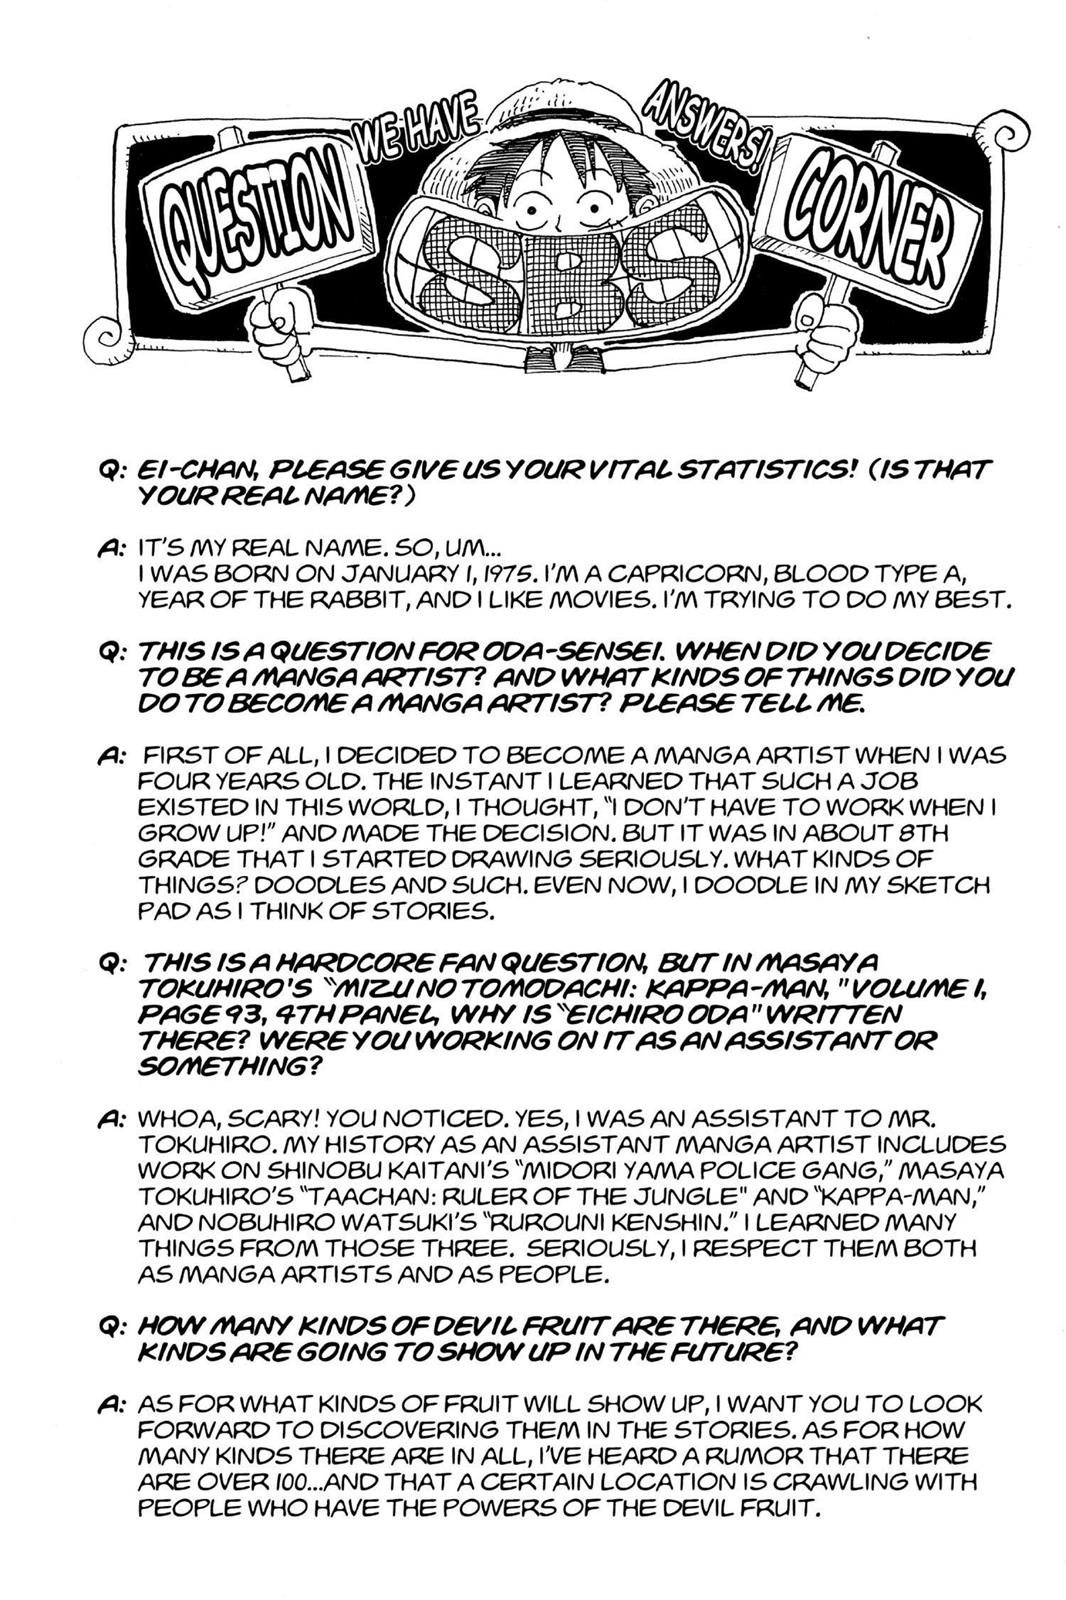 QUESTION WE HAVE ANSWERS! CORNER
SBS
Q: EI-CHAN, PLEASE GIVE US YOUR VITAL STATISTICS! (IS THAT
YOUR REAL NAME?)
A: IT'S MY REAL NAME. SO, UM...
I WAS BORN ON JANUARY 1, 1975. I'M A CAPRICORN, BLOOD TYPE A,
YEAR OF THE RABBIT, AND I LIKE MOVIES. I'M TRYING TO DO MY BEST.
Q: THIS IS A QUESTION FOR ODA-SENSEI. WHEN DID YOU DECIDE
TO BE A MANGA ARTIST? AND WHAT KINDS OF THINGS DID YOU
DO TO BECOME A MANGA ARTIST? PLEASE TELL ME.
A: FIRST OF ALL, I DECIDED TO BECOME A MANGA ARTIST WHEN I WAS
FOUR YEARS OLD. THE INSTANT I LEARNED THAT SUCH A JOB
EXISTED IN THIS WORLD, I THOUGHT, "I DON'T HAVE TO WORK WHEN I
GROW UP!" AND MADE THE DECISION. BUT IT WAS IN ABOUT 8TH
GRADE THAT I STARTED DRAWING SERIOUSLY. WHAT KINDS OF
THINGS? DOODLES AND SUCH. EVEN NOW, I DOODLE IN MY SKETCH
PAD AS I THINK OF STORIES.
Q: THIS IS A HARDCORE FAN QUESTION, BUT IN MASAYA
TOKUHIRO'S "MIZU NO TOMODACHI: KAPPA-MAN," VOLUME 1,
PAGE 93, 4TH PANEL, WHY IS "EICHIRO ODA" WRITTEN
THERE? WERE YOU WORKING ON IT AS AN ASSISTANT OR
SOMETHING?
A: WHOA, SCARY! YOU NOTICED. YES, I WAS AN ASSISTANT TO MR.
TOKUHIRO. MY HISTORY AS AN ASSISTANT MANGA ARTIST INCLUDES
WORK ON SHINOBU KAITANI'S "MIDORI YAMA POLICE GANG," MASAYA
TOKUHIRO'S "TAACHAN: RULER OF THE JUNGLE" AND "KAPPA-MAN,"
AND NOBUHIRO WATSUKI'S "RUROUNI KENSHIN." I LEARNED MANY
THINGS FROM THOSE THREE. SERIOUSLY, I RESPECT THEM BOTH
AS MANGA ARTISTS AND AS PEOPLE.
Q: HOW MANY KINDS OF DEVIL FRUIT ARE THERE, AND WHAT
KINDS ARE GOING TO SHOW UP IN THE FUTURE?
A: AS FOR WHAT KINDS OF FRUIT WILL SHOW UP, I WANT YOU TO LOOK
FORWARD TO DISCOVERING THEM IN THE STORIES. AS FOR HOW
MANY KINDS THERE ARE IN ALL, I'VE HEARD A RUMOR THAT THERE
ARE OVER 100...AND THAT A CERTAIN LOCATION IS CRAWLING WITH
PEOPLE WHO HAVE THE POWERS OF THE DEVIL FRUIT.